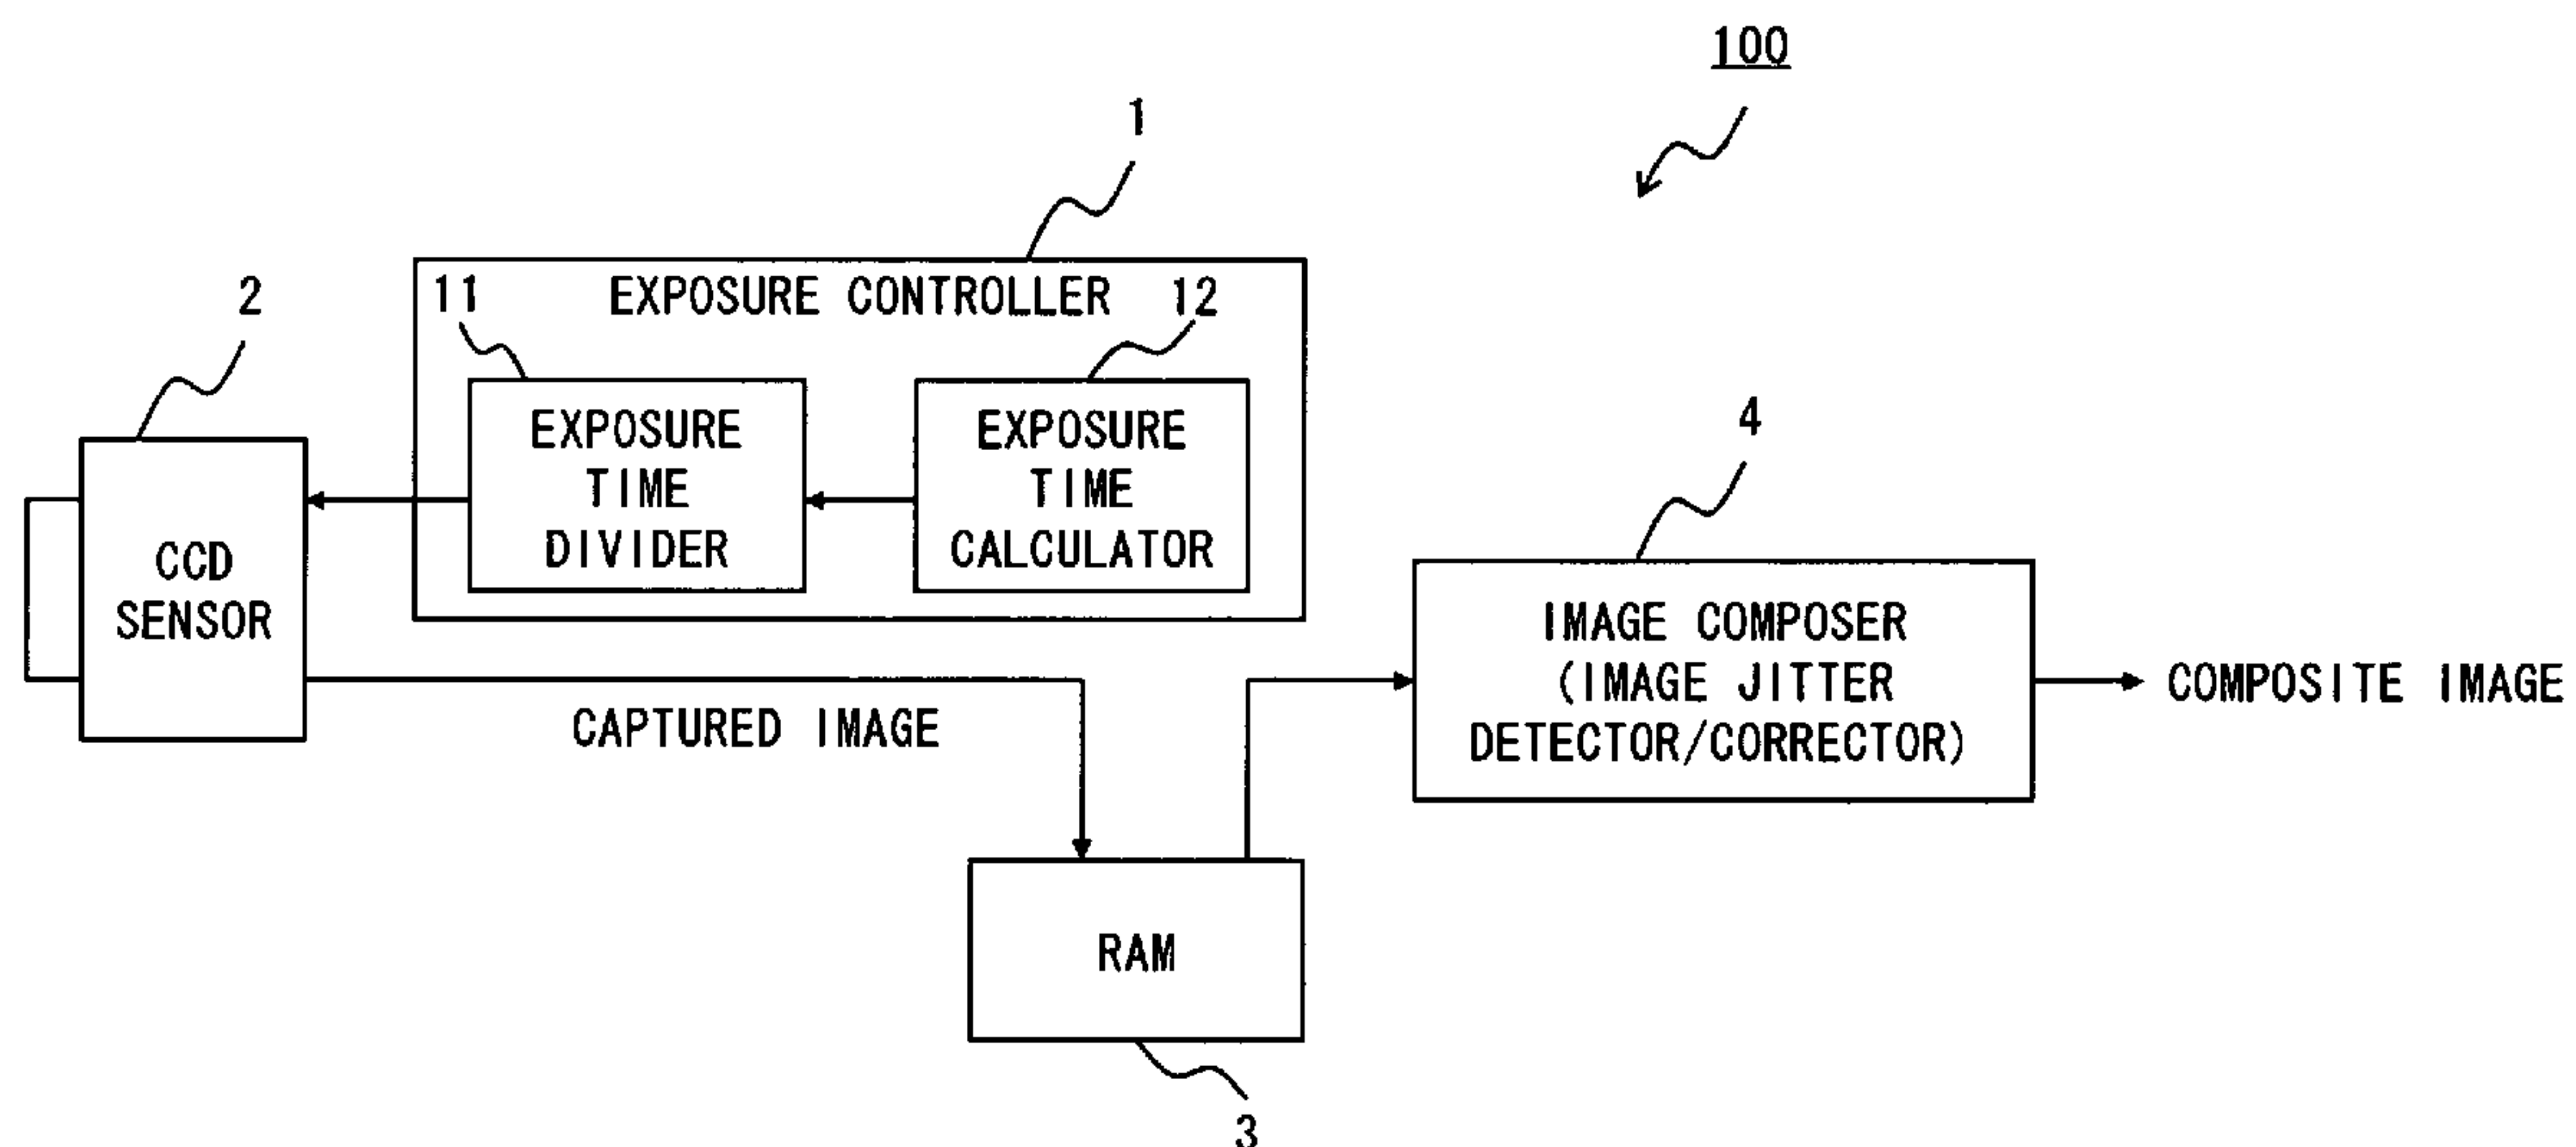 100
1
2
11
EXPOSURE CONTROLLER
12
EXPOSURE
TIME
DIVIDER
EXPOSURE
TIME
CALCULATOR
CCD
SENSOR
4
IMAGE COMPOSER
(IMAGE JITTER
DETECTOR/CORRECTOR)
COMPOSITE IMAGE
CAPTURED IMAGE
RAM
3